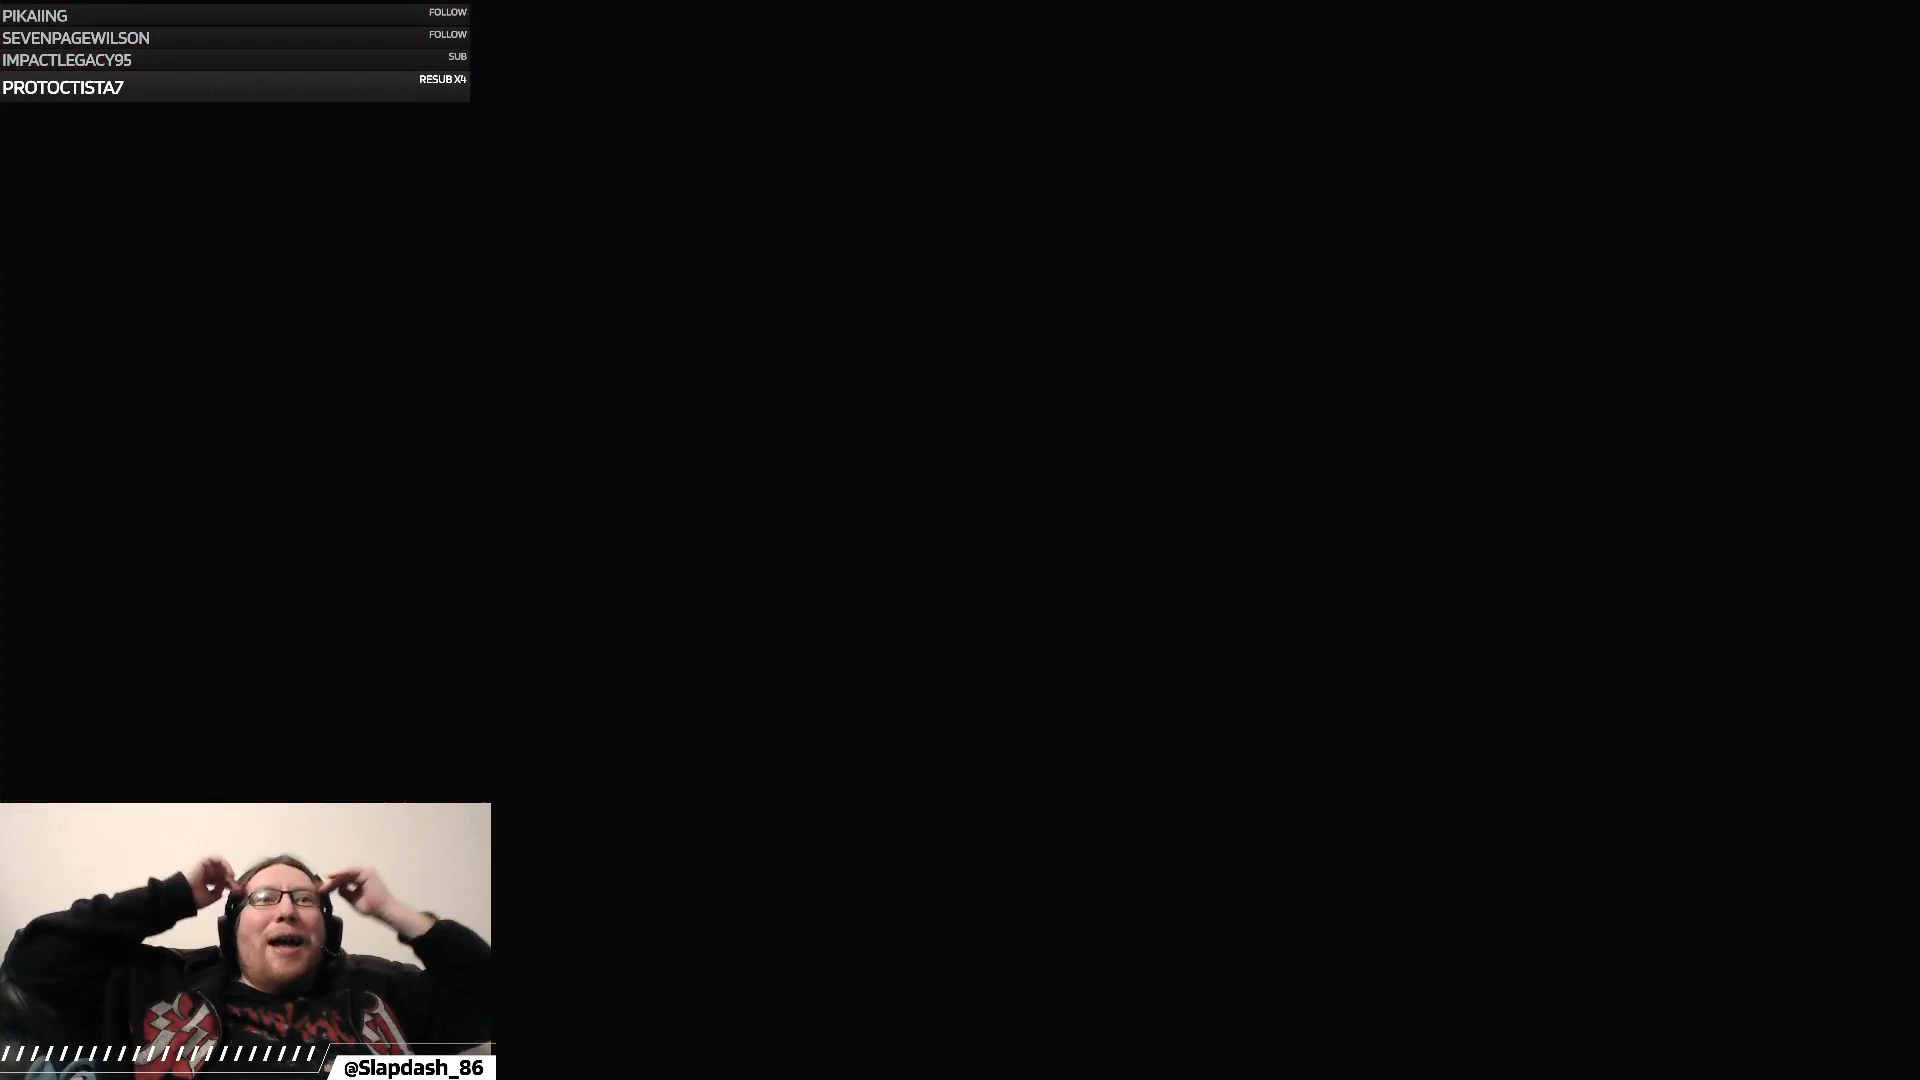 PIKAIING FOLLOW
SEVENPAGEWILSON FOLLOW
IMPACTLEGACY95 SUB
PROTOCTISTA7 RESUB X4
@Slapdash_86